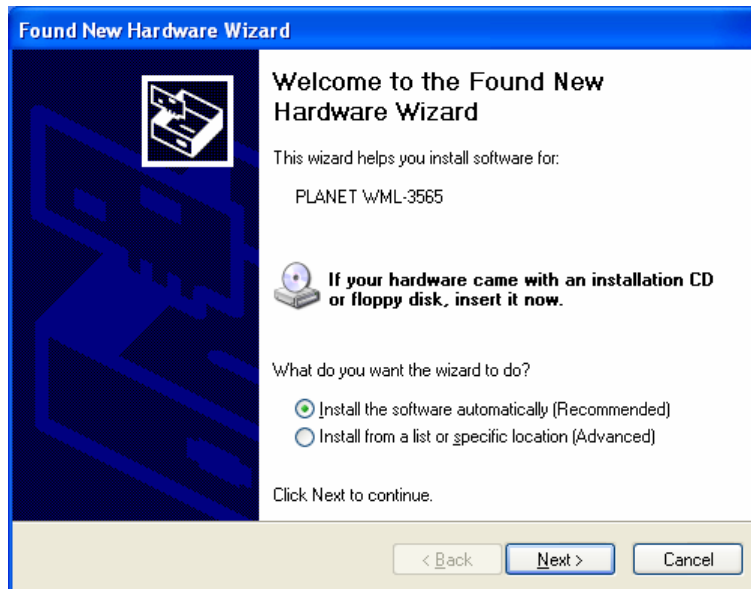 Found New Hardware Wizard
Welcome to the Found New
Hardware Wizard
This wizard helps you install software for:
PLANET WML-3565
If your hardware came with an installation CD
or floppy disk, insert it now.
What do you want the wizard to do?
Install the software automatically (Recommended)
Install from a list or specific location (Advanced)
Click Next to continue.
< Back
Next >
Cancel